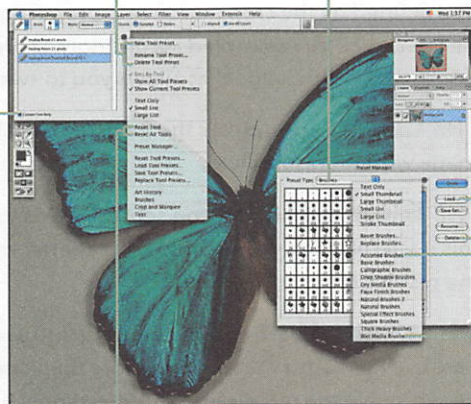 Photoshop File Edit Image Layer Select Filter View Window Extensis Help
Wed 1:57 PM
New Tool Preset...
Rename Tool Preset...
Delete Tool Preset
Sort By Tool
Show All Tool Presets
Show Current Tool Presets
Text Only
Small List
Large List
Reset Tool
Reset All Tools
Preset Manager...
Reset Tool Presets...
Load Tool Presets...
Save Tool Presets...
Replace Tool Presets...
Art History
Brushes
Crop and Marquee
Text
Preset Manager
Preset Type: Brushes
Text Only
Small Thumbnail
Large Thumbnail
Small List
Large List
Stroke Thumbnail
Reset Brushes...
Replace Brushes...
Assorted Brushes
Basic Brushes
Calligraphic Brushes
Drop Shadow Brushes
Dry Media Brushes
Faux Finish Brushes
Natural Brushes 2
Natural Brushes
Special Effect Brushes
Square Brushes
Thick Heavy Brushes
Wet Media Brushes
Done
Load...
Save Set...
Rename...
Delete